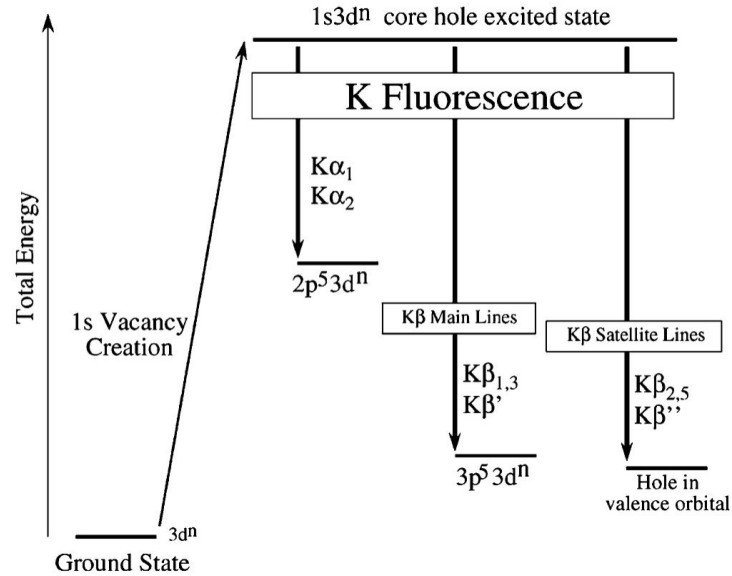 1s3dⁿ core hole excited state
K Fluorescence
Kα₁
Kα₂
2p⁵3dⁿ
Total Energy
1s Vacancy
Creation
Kβ Main Lines
Kβ Satellite Lines
Kβ₁,₃
Kβ'
Kβ₂,₅
Kβ''
3p⁵3dⁿ
Hole in
valence orbital
3dⁿ
Ground State